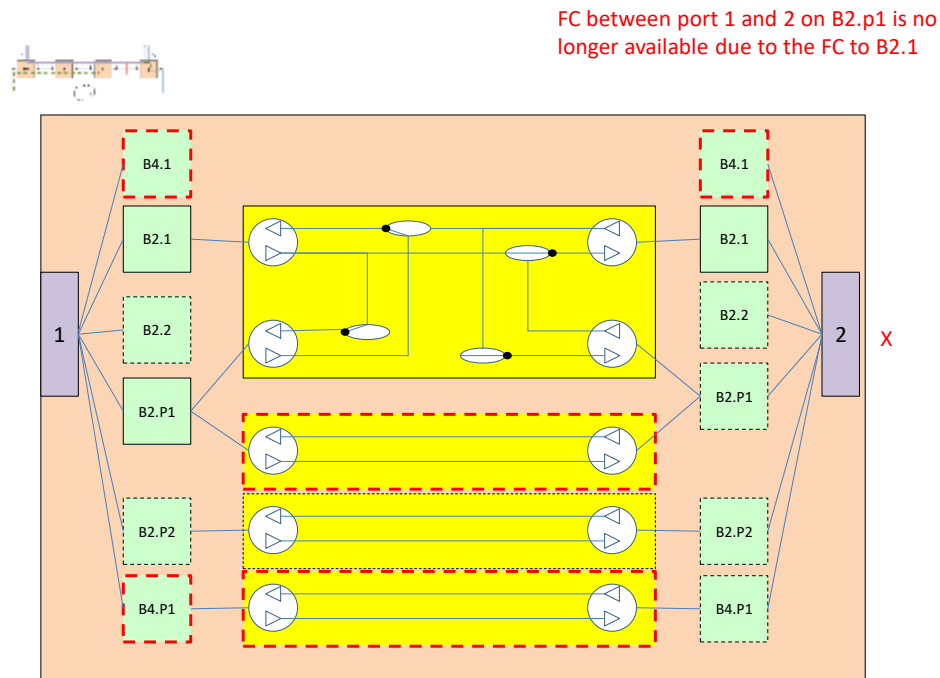 FC between port 1 and 2 on B2.p1 is no
longer available due to the FC to B2.1
B4.1
B4.1
B2.1
B2.1
B2.2
B2.2
1
2
X
B2.P1
B2.P1
B2.P2
B2.P2
B4.P1
B4.P1